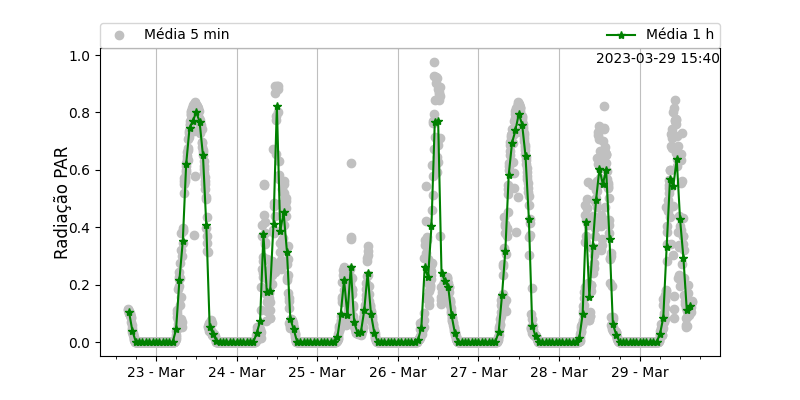 Média 5 min
Média 1 h
2023-03-29 15:40
Radiação PAR
1.0
0.8
0.6
0.4
0.2
0.0
23 - Mar
24 - Mar
25 - Mar
26 - Mar
27 - Mar
28 - Mar
29 - Mar